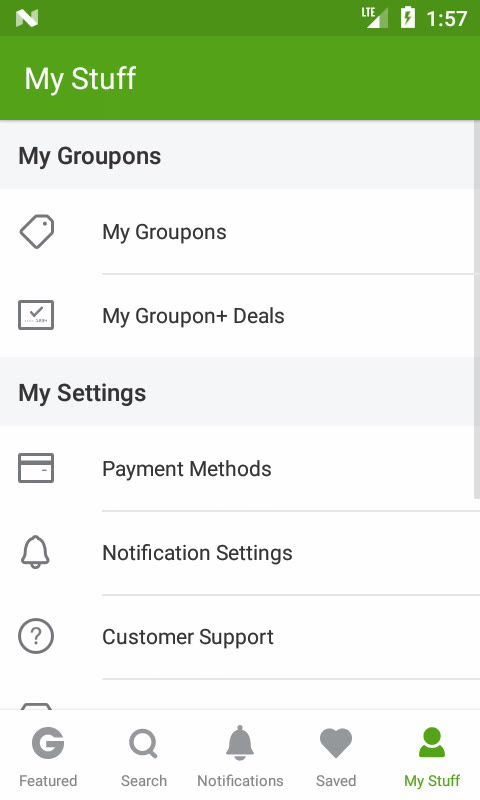 LTE 1:57
My Stuff
My Groupons
My Groupons
My Groupon+ Deals
My Settings
Payment Methods
Notification Settings
Customer Support
Featured Search Notifications Saved My Stuff